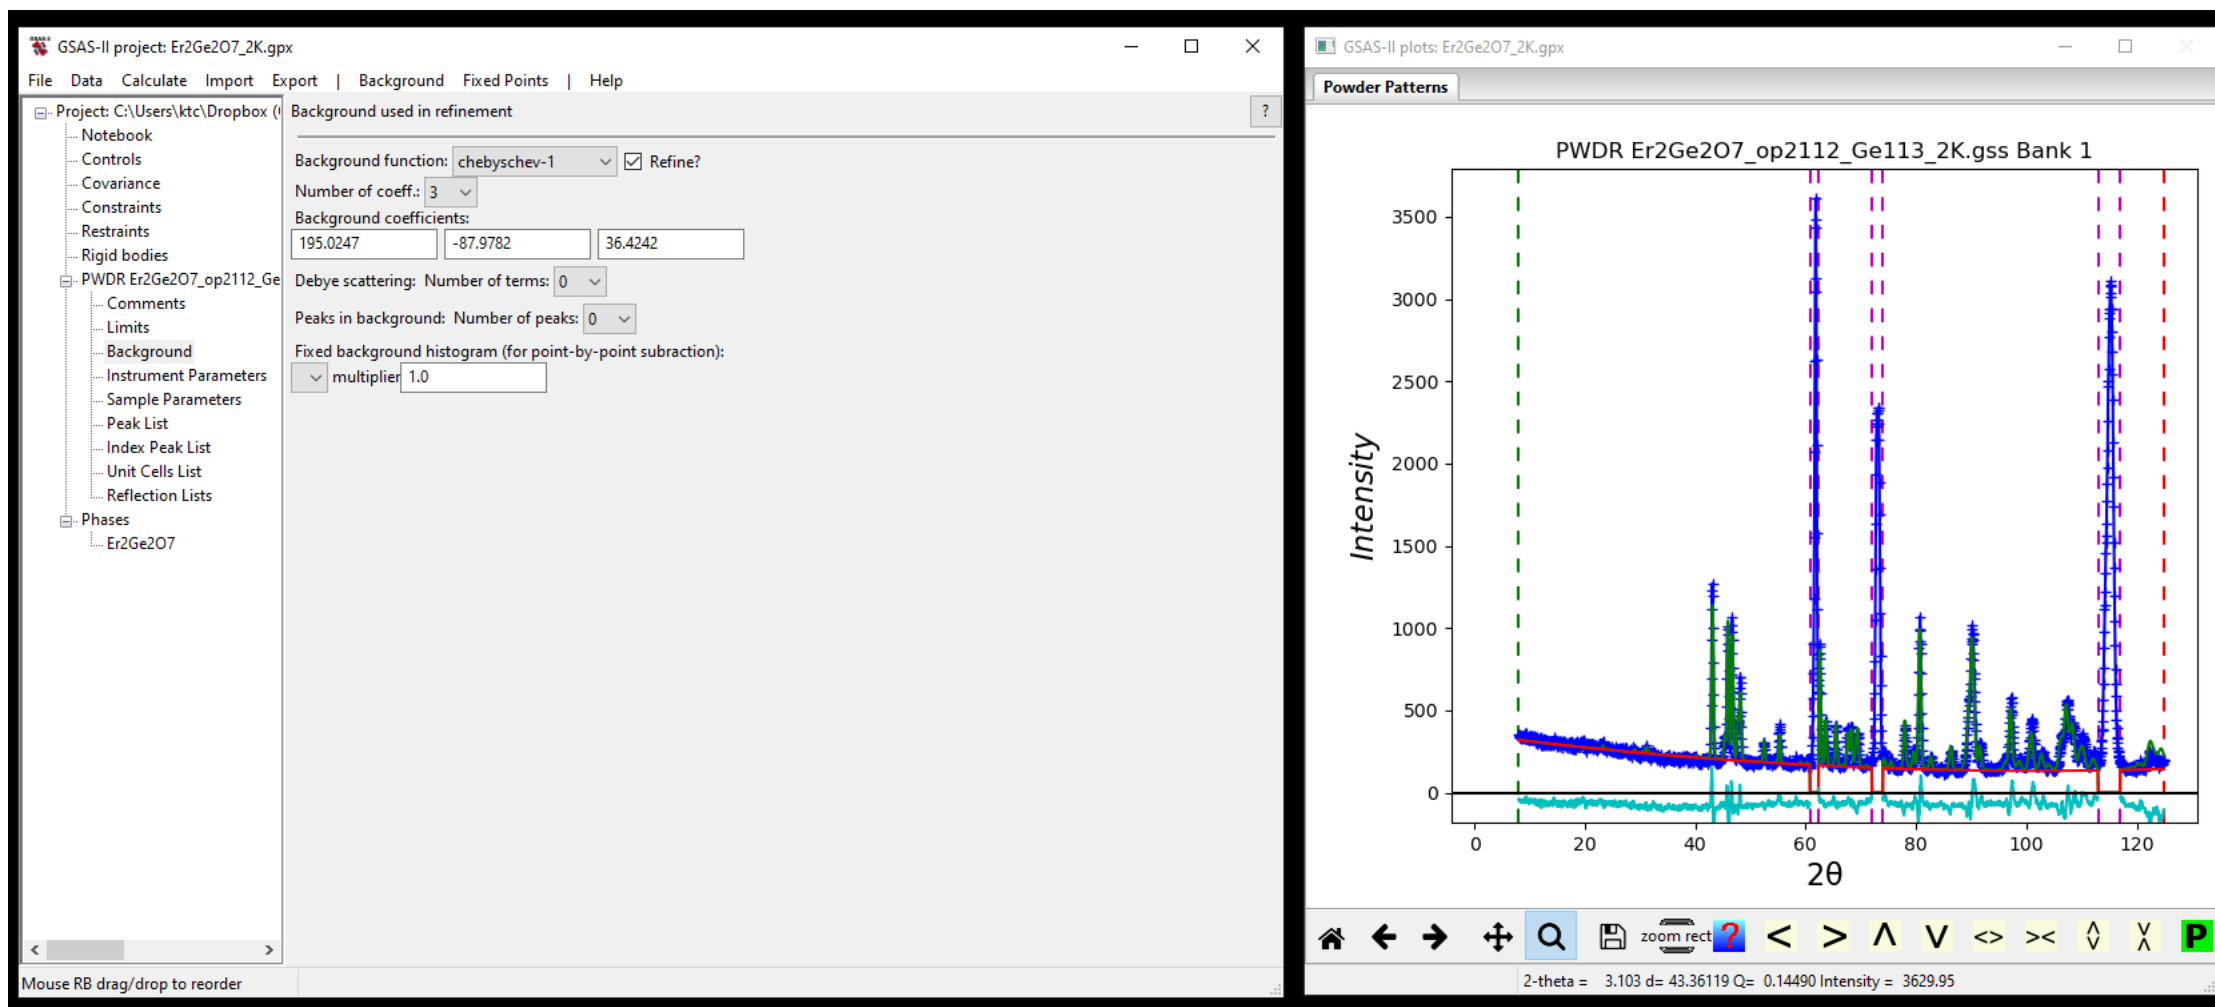 GSAS-II project: Er2Ge2O7_2K.gpx
File Data Calculate Import Export | Background Fixed Points | Help
Project: C:\Users\ktc\Dropbox (
Notebook
Controls
Covariance
Constraints
Restraints
Rigid bodies
PWDR Er2Ge2O7_op2112_Ge
Comments
Limits
Background
Instrument Parameters
Sample Parameters
Peak List
Index Peak List
Unit Cells List
Reflection Lists
Phases
Er2Ge2O7
< >
Mouse RB drag/drop to reorder
Background used in refinement ?
Background function: chebyschev-1 Refine?
Number of coeff.: 3
Background coefficients:
195.0247 -87.9782 36.4242
Debye scattering: Number of terms: 0
Peaks in background: Number of peaks: 0
Fixed background histogram (for point-by-point subraction):
multiplier 1.0
GSAS-II plots: Er2Ge2O7_2K.gpx
Powder Patterns
PWDR Er2Ge2O7_op2112_Ge113_2K.gss Bank 1
Intensity
3500
3000
2500
2000
1500
1000
500
0
0 20 40 60 80 100 120
2θ
zoom rect ? < > <> >< P
2-theta = 3.103 d= 43.36119 Q= 0.14490 Intensity = 3629.95